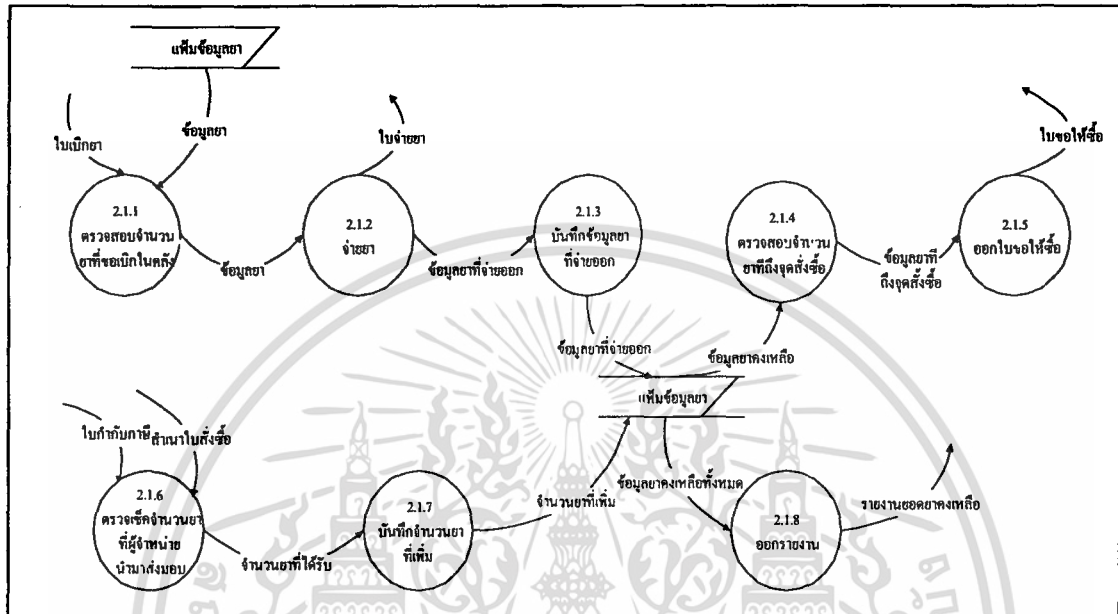 แฟ้มข้อมูลยา
ใบเบิกยา
ข้อมูลยา
ใบจ่ายยา
ใบขอให้ซื้อ
2.1.1
ตรวจสอบจำนวน
ยาที่ขอเบิกในคลัง
ข้อมูลยา
2.1.2
จ่ายยา
ข้อมูลยาที่จ่ายออก
2.1.3
บันทึกข้อมูลยา
ที่จ่ายออก
2.1.4
ตรวจสอบจำนวน
ยาที่ถึงจุดสั่งซื้อ
ข้อมูลยาที่
ถึงจุดสั่งซื้อ
2.1.5
ออกใบขอให้ซื้อ
ข้อมูลยาที่จ่ายออก
ข้อมูลยาคงเหลือ
แฟ้มข้อมูลยา
ใบกำกับภาษี
สำเนาใบสั่งซื้อ
2.1.6
ตรวจเช็คจำนวนยา
ที่ผู้จำหน่าย
นำมาส่งมอบ
จำนวนยาที่ได้รับ
2.1.7
บันทึกจำนวนยา
ที่เพิ่ม
จำนวนยาที่เพิ่ม
ข้อมูลยาคงเหลือทั้งหมด
2.1.8
ออกรายงาน
รายงานยอดยาคงเหลือ